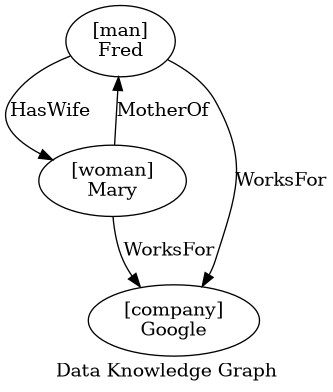 [man]
Fred
HasWife
MotherOf
[woman]
Mary
WorksFor
WorksFor
[company]
Google
Data Knowledge Graph